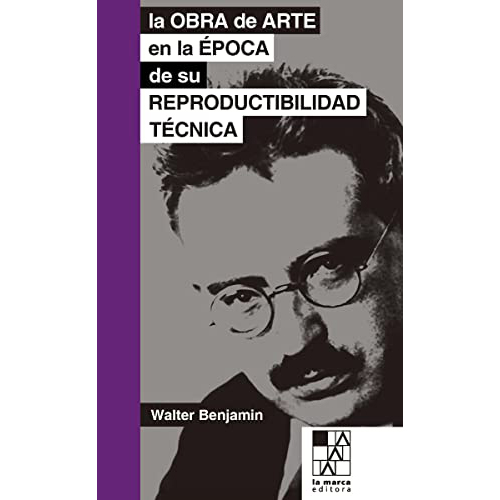 la OBRA de ARTE
en la ÉPOCA
de su
REPRODUCTIBILIDAD
TÉCNICA
Walter Benjamin
la marca
editora